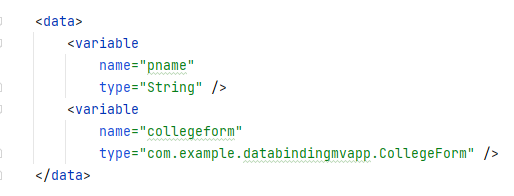 <data>
<variable
name="pname"
type="String" />
<variable
name="collegeform"
type="com.example.databindingmvapp.CollegeForm" />
</data>